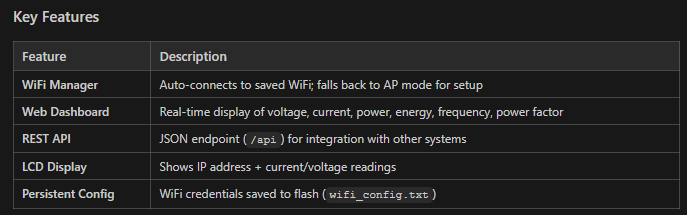 Key Features
Feature Description
WiFi Manager Auto-connects to saved WiFi; falls back to AP mode for setup
Web Dashboard Real-time display of voltage, current, power, energy, frequency, power factor
REST API JSON endpoint (/api) for integration with other systems
LCD Display Shows IP address + current/voltage readings
Persistent Config WiFi credentials saved to flash (wifi_config.txt)